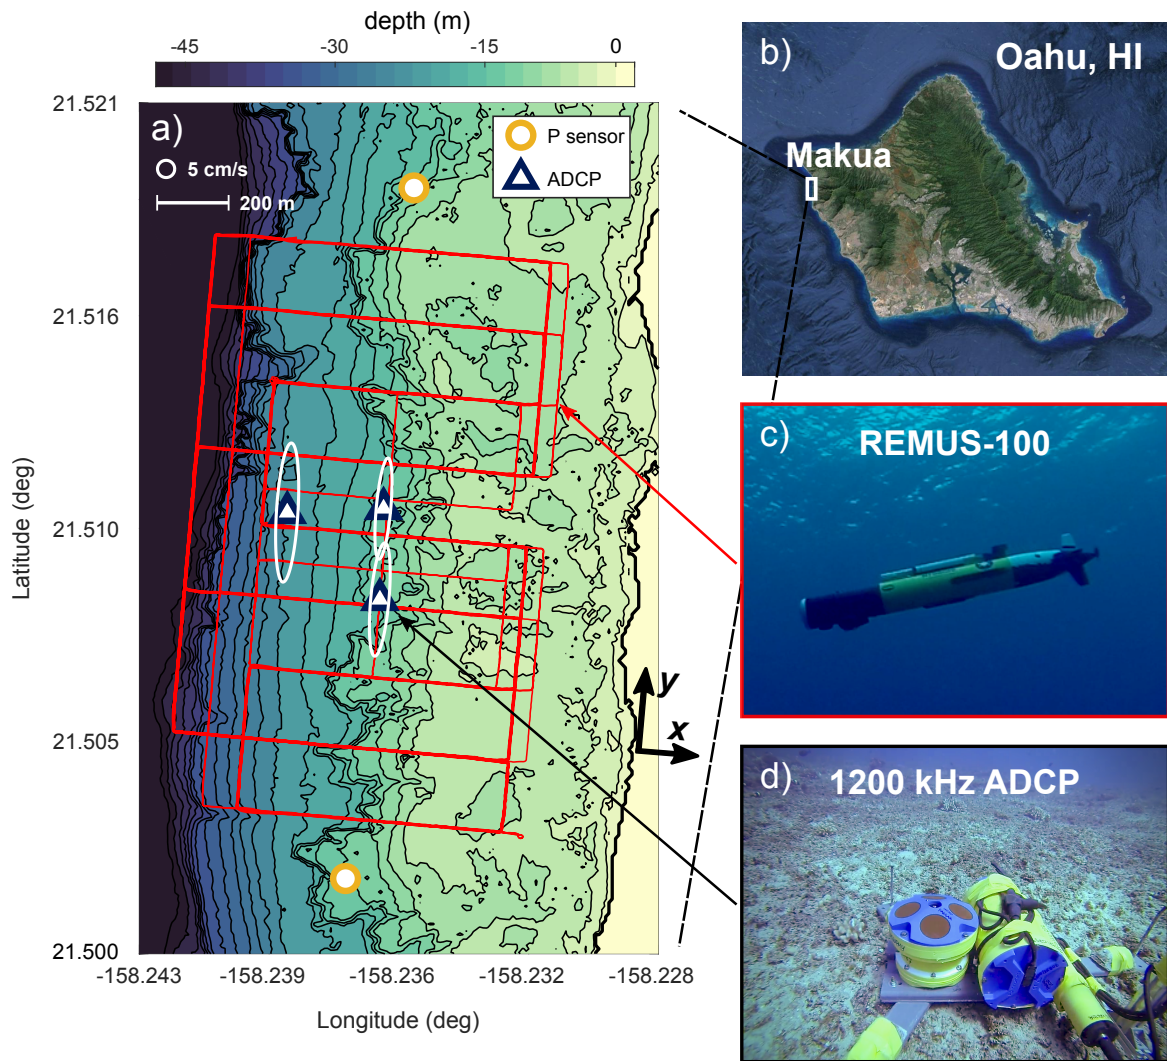 depth (m)
-45 -30 -15 0
a)
5 cm/s
200 m
P sensor
ADCP
21.521
21.516
21.510
21.505
21.500
Latitude (deg)
y
x
-158.243 -158.239 -158.236 -158.232 -158.228
Longitude (deg)
b)
Oahu, HI
Makua
c)
REMUS-100
d)
1200 kHz ADCP